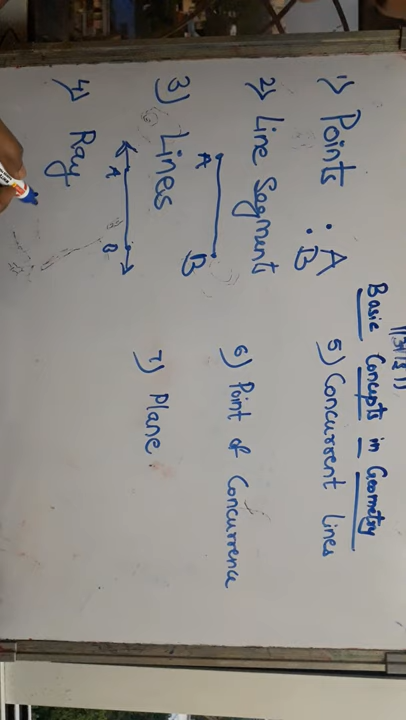 Basic Concepts in Geometry
1) Points . A
. B
2) Line Segments
A B
3) Lines
A B
4) Ray
5) Concurrent Lines
6) Point of Concurrence
7) Plane